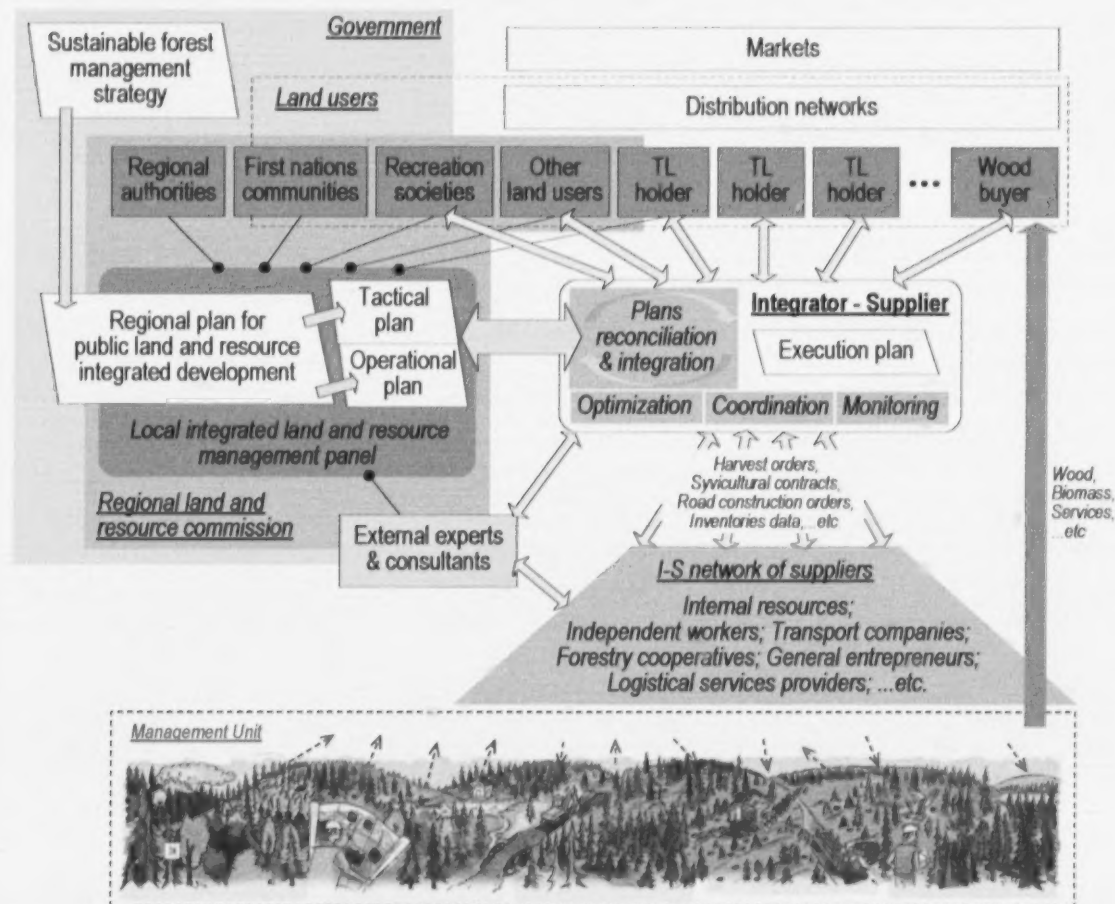 Government
Sustainable forest
management
strategy
Markets
Land users
Distribution networks
Regional
authorities
First nations
communities
Recreation
societies
Other
land users
TL
holder
TL
holder
TL
holder
...
Wood
buyer
Regional plan for
public land and resource
integrated development
Tactical
plan
Operational
plan
Plans
reconciliation
& integration
Integrator - Supplier
Execution plan
Optimization
Coordination
Monitoring
Local integrated land and resource
management panel
Regional land and
resource commission
External experts
& consultants
Harvest orders,
Syvicultural contracts,
Road construction orders,
Inventories data, ...etc
Wood,
Biomass,
Services,
...etc
I-S network of suppliers
Internal resources;
Independent workers; Transport companies;
Forestry cooperatives; General entrepreneurs;
Logistical services providers; ...etc.
Management Unit